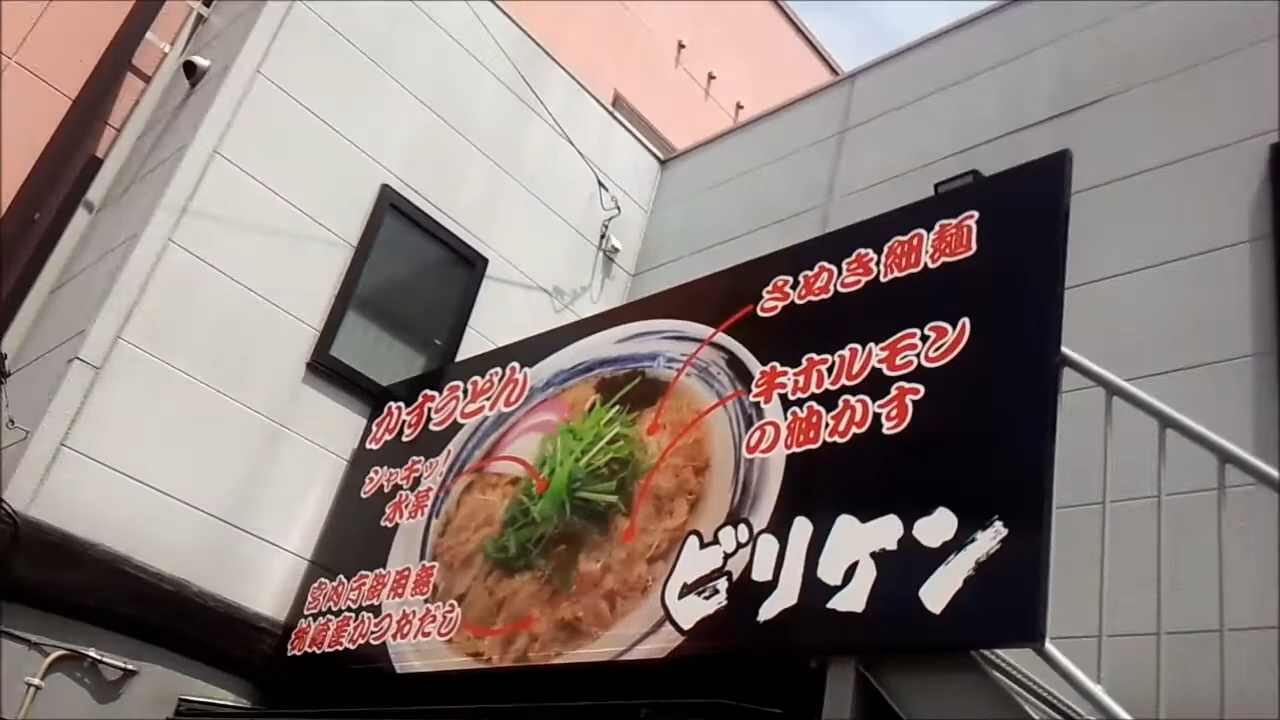 さぬき細麺
牛ホルモン
の油かす
かすうどん
シャキッ!
水菜
宮内庁御用達
枕崎産かつおだし
ビリケン